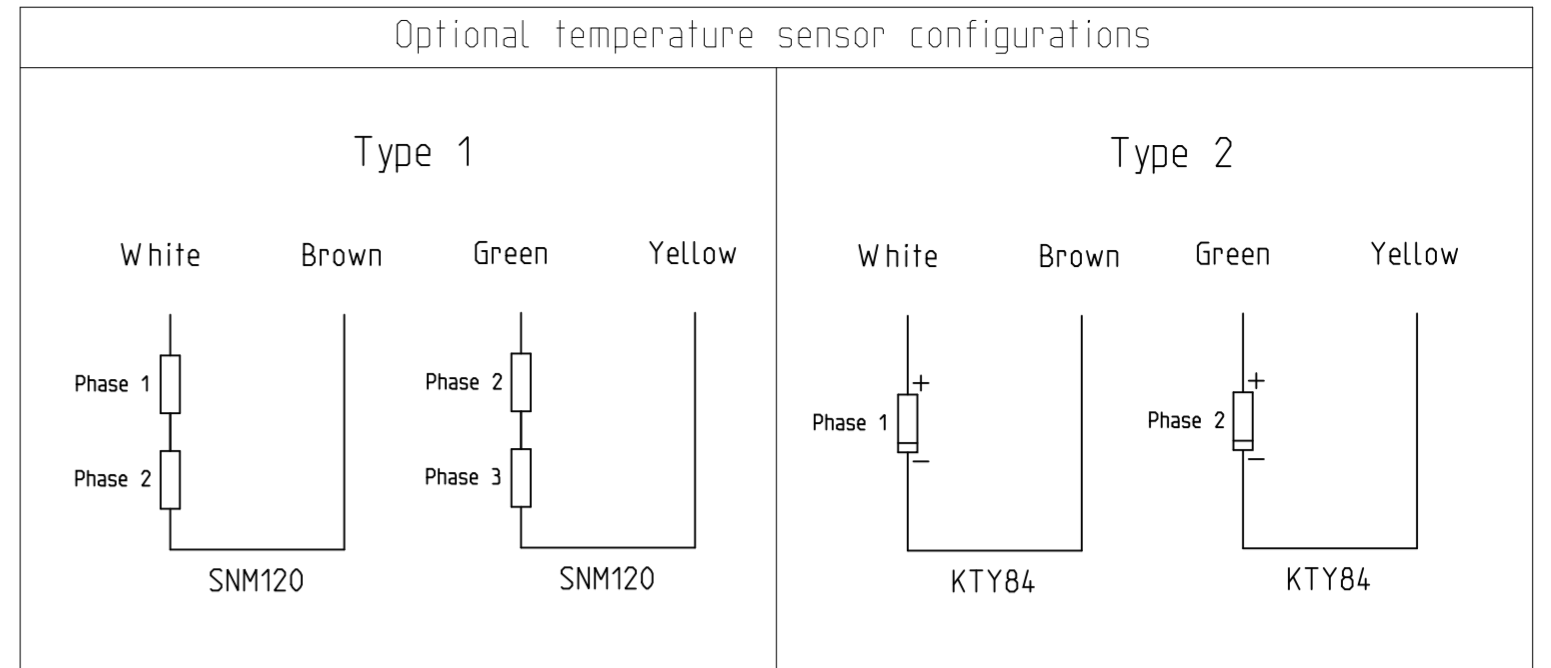 Optional temperature sensor configurations
Type 1
White Brown Green Yellow
Phase 1
Phase 2
Phase 2
Phase 3
SNM120 SNM120
Type 2
White Brown Green Yellow
+
Phase 1
−
+
Phase 2
−
KTY84 KTY84